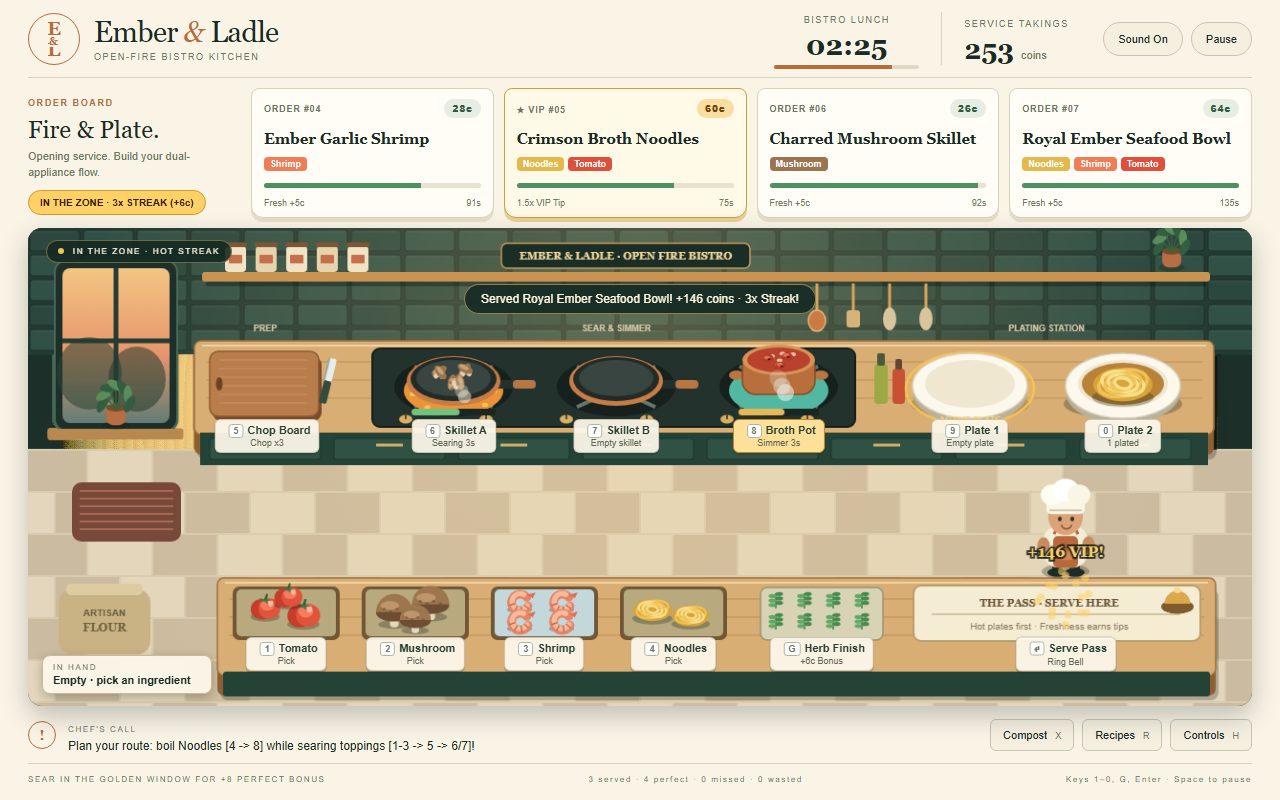 E
&
L
Ember & Ladle
OPEN-FIRE BISTRO KITCHEN
BISTRO LUNCH
02:25
SERVICE TAKINGS
253 coins
Sound On
Pause
ORDER BOARD
Fire & Plate.
Opening service. Build your dual-
appliance flow.
IN THE ZONE · 3x STREAK (+6c)
ORDER #04
28c
Ember Garlic Shrimp
Shrimp
Fresh +5c
91s
★ VIP #05
60c
Crimson Broth Noodles
Noodles
Tomato
1.5x VIP Tip
75s
ORDER #06
26c
Charred Mushroom Skillet
Mushroom
Fresh +5c
92s
ORDER #07
64c
Royal Ember Seafood Bowl
Noodles
Shrimp
Tomato
Fresh +5c
135s
IN THE ZONE · HOT STREAK
EMBER & LADLE · OPEN FIRE BISTRO
Served Royal Ember Seafood Bowl! +146 coins · 3x Streak!
PREP
SEAR & SIMMER
PLATING STATION
5 Chop Board
Chop x3
6 Skillet A
Searing 3s
7 Skillet B
Empty skillet
8 Broth Pot
Simmer 3s
9 Plate 1
Empty plate
0 Plate 2
1 plated
+146 VIP!
ARTISAN
FLOUR
THE PASS · SERVE HERE
Hot plates first · Freshness earns tips
1 Tomato
Pick
2 Mushroom
Pick
3 Shrimp
Pick
4 Noodles
Pick
G Herb Finish
+6c Bonus
↵ Serve Pass
Ring Bell
IN HAND
Empty · pick an ingredient
!
CHEF'S CALL
Plan your route: boil Noodles [4 -> 8] while searing toppings [1-3 -> 5 -> 6/7]!
Compost X
Recipes R
Controls H
SEAR IN THE GOLDEN WINDOW FOR +8 PERFECT BONUS
3 served · 4 perfect · 0 missed · 0 wasted
Keys 1–0, G, Enter · Space to pause